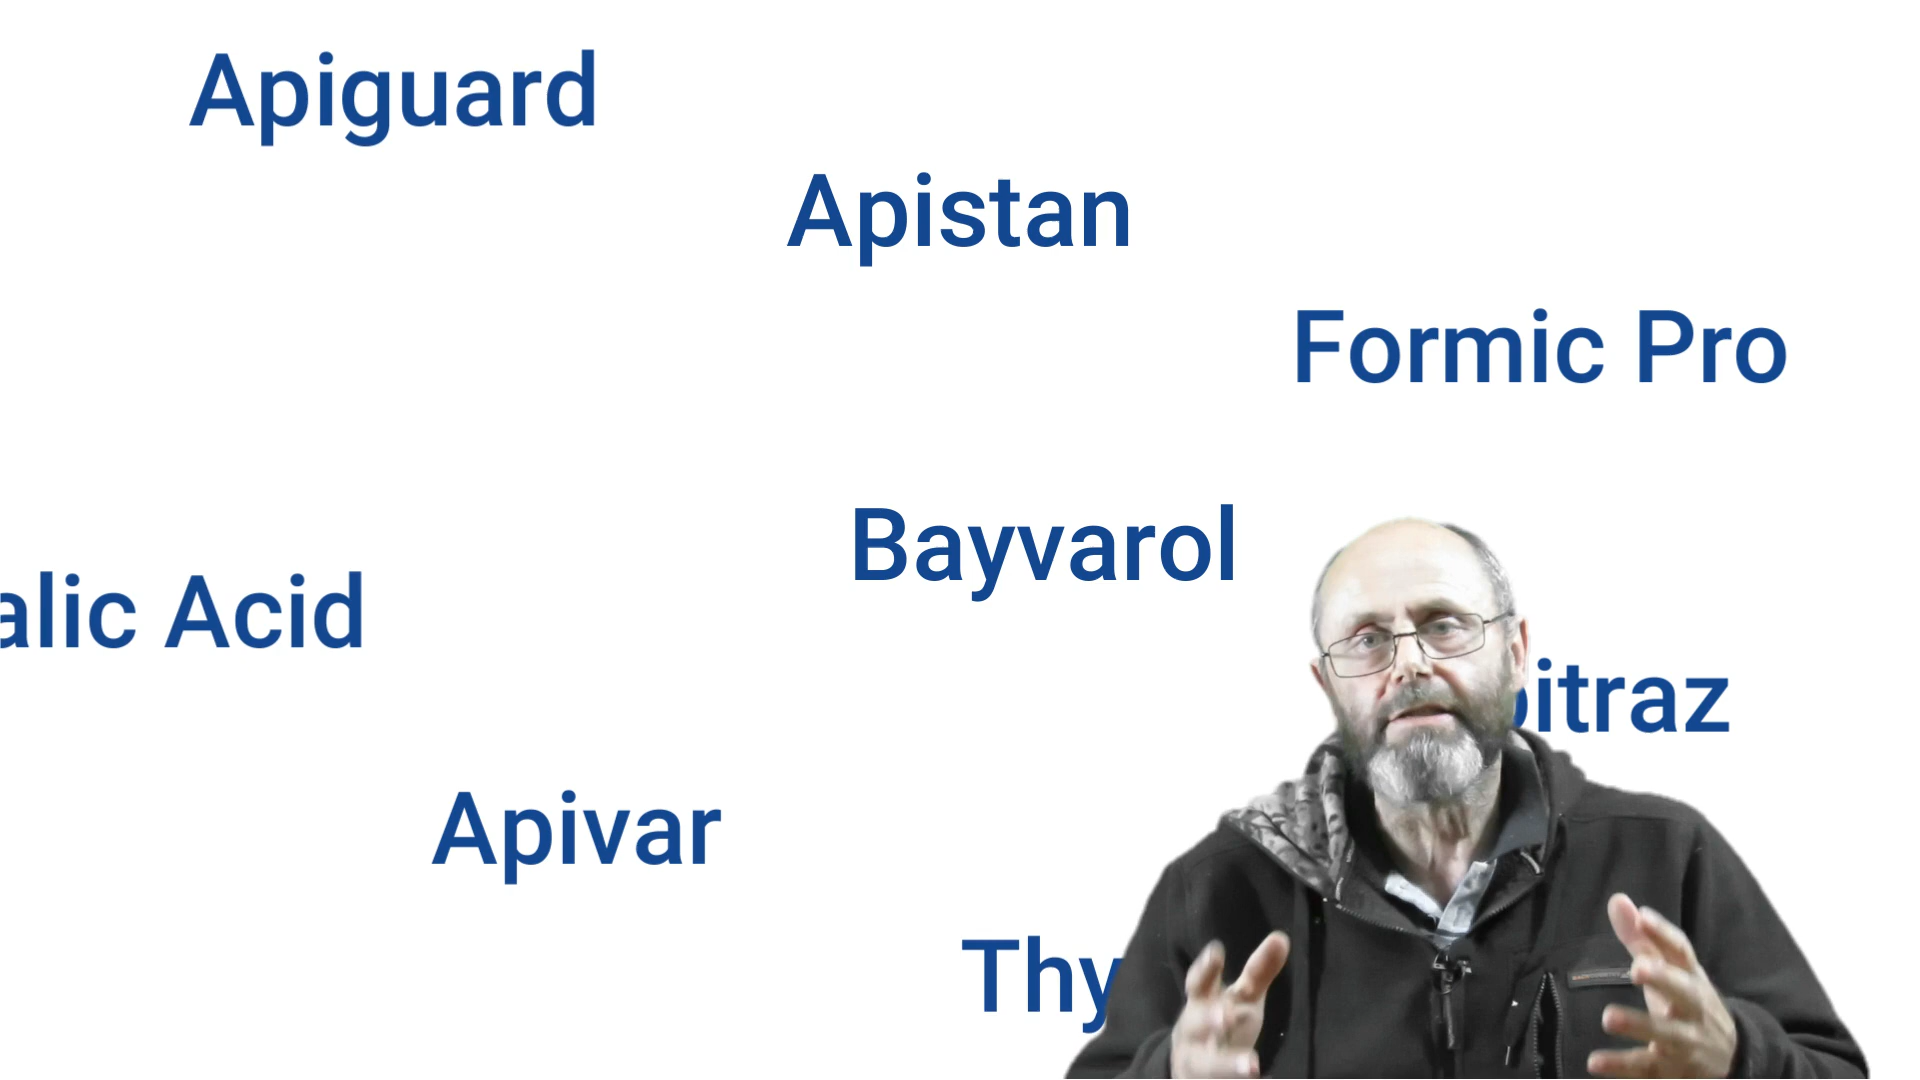 Apiguard
Apistan
Formic Pro
Bayvarol
alic Acid
itraz
Apivar
Thy